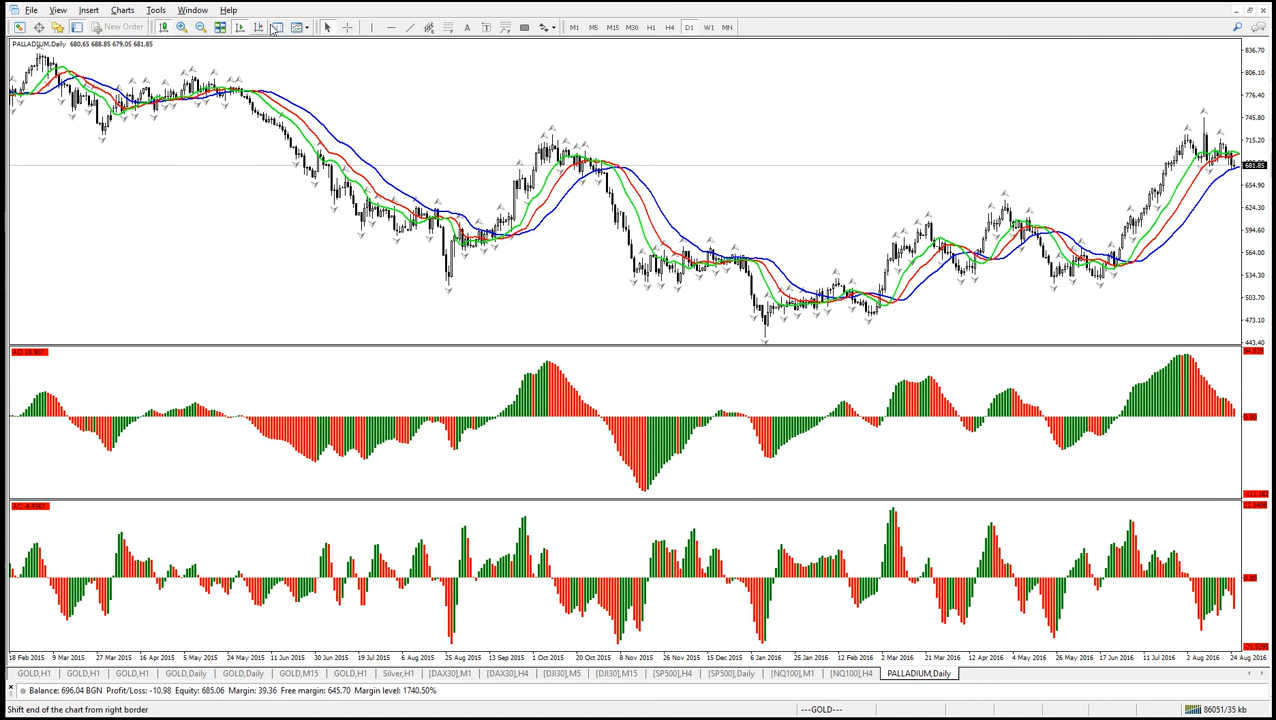 File View Insert Charts Tools Window Help
New Order A T M1 M5 M15 M30 H1 H4 D1 W1 MN
PALLADIUM,Daily 680.65 688.85 679.05 681.85
836.70
806.10
776.40
745.80
715.20
681.85
654.90
624.30
594.60
564.00
534.30
503.70
473.10
443.40
AO 10.987
0.00
0.00
18 Feb 2015 9 Mar 2015 27 Mar 2015 16 Apr 2015 5 May 2015 24 May 2015 11 Jun 2015 30 Jun 2015 19 Jul 2015 6 Aug 2015 25 Aug 2015 13 Sep 2015 1 Oct 2015 20 Oct 2015 8 Nov 2015 26 Nov 2015 15 Dec 2015 6 Jan 2016 25 Jan 2016 12 Feb 2016 2 Mar 2016 21 Mar 2016 12 Apr 2016 4 May 2016 26 May 2016 17 Jun 2016 11 Jul 2016 2 Aug 2016 24 Aug 2016
GOLD,H1 GOLD,H1 GOLD,H1 GOLD,Daily GOLD,Daily GOLD,M15 GOLD,H1 Silver,H1 [DAX30],M1 [DAX30],H4 [DJI30],M15 [DJI30],M15 [SP500],H4 [SP500],Daily [NQ100],M1 [NQ100],H4 PALLADIUM,Daily
Balance: 696.04 BGN Profit/Loss: -10.98 Equity: 685.06 Margin: 39.36 Free margin: 645.70 Margin level: 1740.50%
Shift end of the chart from right border ---GOLD--- 86051/35 kb